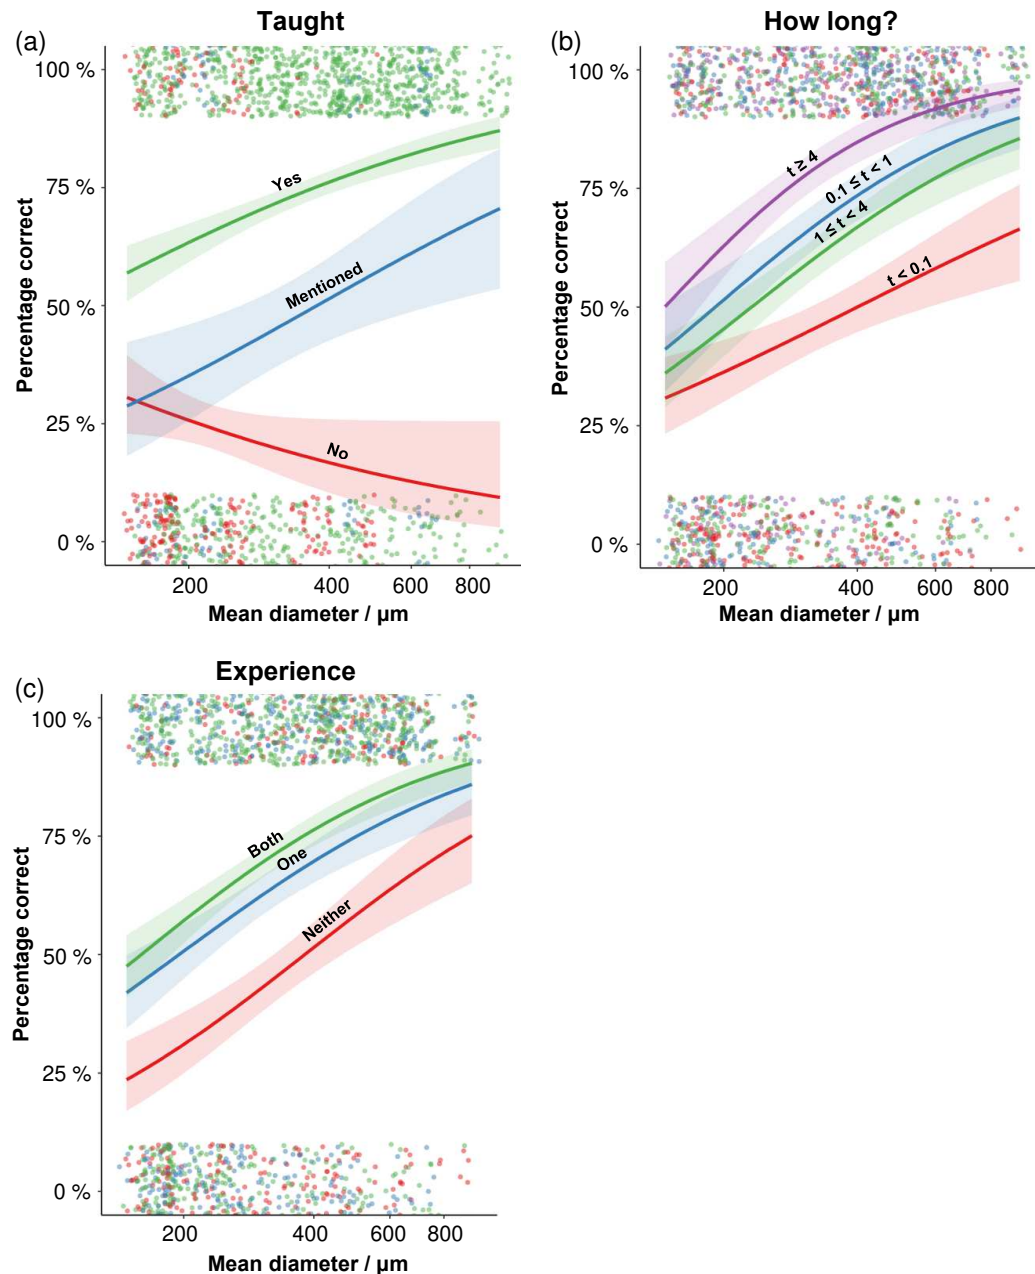 Taught
(a)
100 %
75 %
50 %
25 %
0 %
Percentage correct
Yes
Mentioned
No
200 400 600 800
Mean diameter / µm
How long?
(b)
100 %
75 %
50 %
25 %
0 %
Percentage correct
t ≥ 4
0.1 ≤ t < 1
1 ≤ t < 4
t < 0.1
200 400 600 800
Mean diameter / µm
Experience
(c)
100 %
75 %
50 %
25 %
0 %
Percentage correct
Both
One
Neither
200 400 600 800
Mean diameter / µm